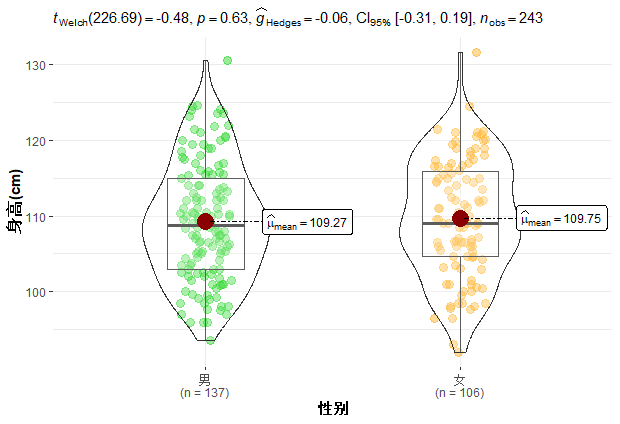 tWelch(226.69) = -0.48, p = 0.63, ĝHedges = -0.06, CI95% [-0.31, 0.19], nobs = 243
130
120
110
100
身高(cm)
μ̂mean = 109.27
μ̂mean = 109.75
男
(n = 137)
女
(n = 106)
性别